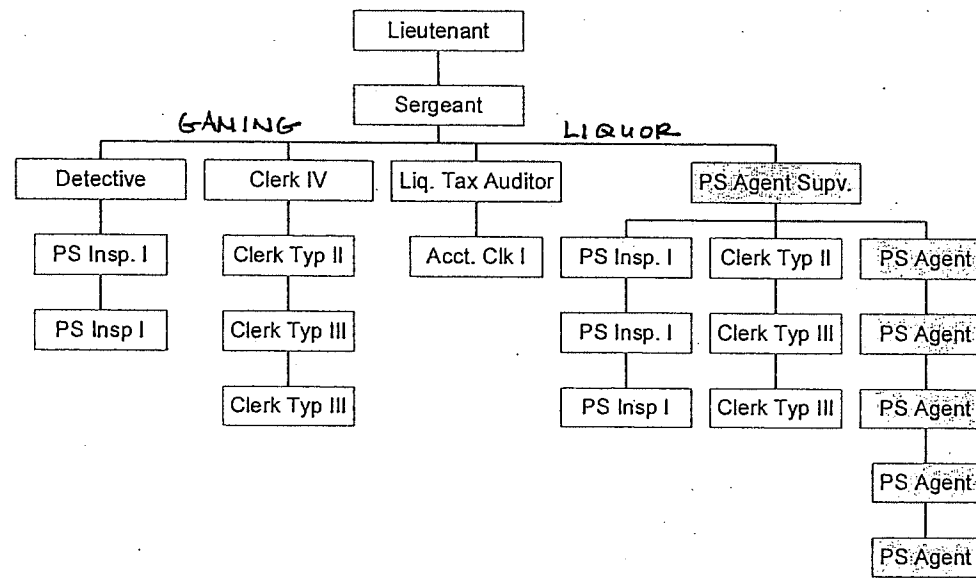 Lieutenant
Sergeant
GAMING
LIQUOR
Detective
Clerk IV
Liq. Tax Auditor
PS Agent Supv.
PS Insp. I
Clerk Typ II
Acct. Clk I
PS Insp. I
Clerk Typ II
PS Agent
PS Insp I
Clerk Typ III
PS Insp. I
Clerk Typ III
PS Agent
Clerk Typ III
PS Insp I
Clerk Typ III
PS Agent
PS Agent
PS Agent